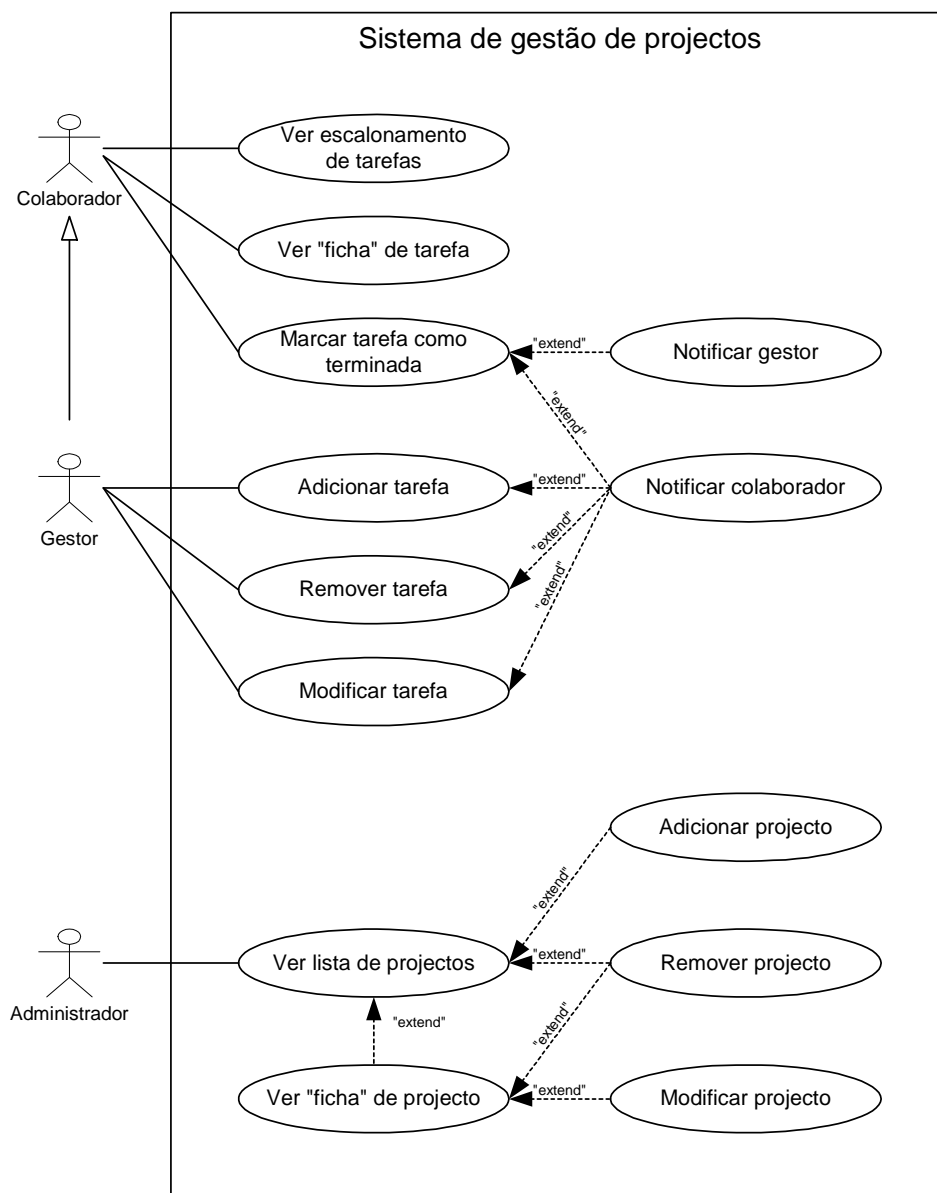 Sistema de gestão de projectos
Ver escalonamento
de tarefas
Colaborador
Ver "ficha" de tarefa
Marcar tarefa como
terminada
"extend"
Notificar gestor
"extend"
Gestor
Adicionar tarefa
"extend"
Notificar colaborador
"extend"
Remover tarefa
"extend"
Modificar tarefa
Adicionar projecto
"extend"
Administrador
Ver lista de projectos
"extend"
Remover projecto
"extend"
"extend"
Ver "ficha" de projecto
"extend"
Modificar projecto